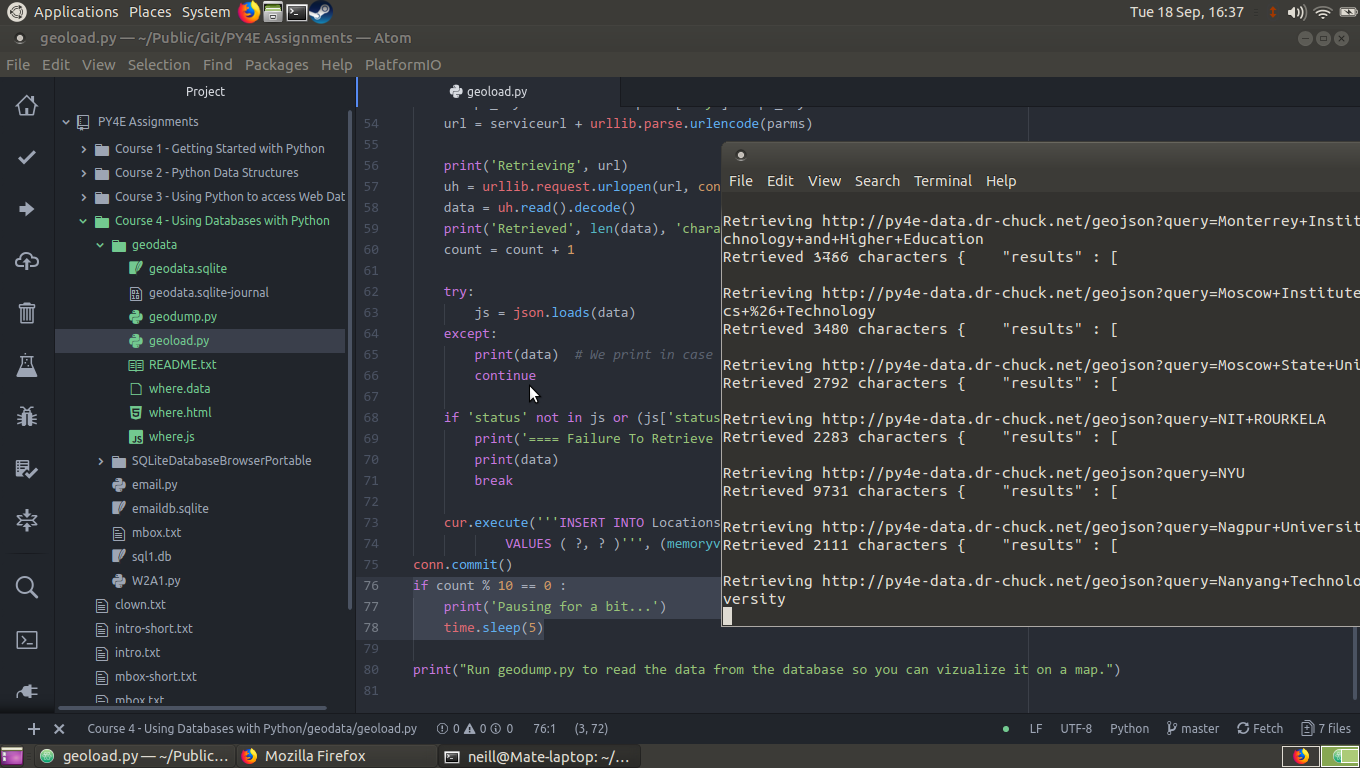 Applications Places System Tue 18 Sep, 16:37
geoload.py — ~/Public/Git/PY4E Assignments — Atom
File Edit View Selection Find Packages Help PlatformIO
Project
PY4E Assignments
Course 1 - Getting Started with Python
Course 2 - Python Data Structures
Course 3 - Using Python to access Web Dat
Course 4 - Using Databases with Python
geodata
geodata.sqlite
geodata.sqlite-journal
geodump.py
geoload.py
README.txt
where.data
where.html
where.js
SQLiteDatabaseBrowserPortable
email.py
emaildb.sqlite
mbox.txt
sql1.db
W2A1.py
clown.txt
intro-short.txt
intro.txt
mbox-short.txt
mbox.txt
geoload.py
54 url = serviceurl + urllib.parse.urlencode(parms)
55
56 print('Retrieving', url)
57 uh = urllib.request.urlopen(url, con
58 data = uh.read().decode()
59 print('Retrieved', len(data), 'chara
60 count = count + 1
61
62 try:
63 js = json.loads(data)
64 except:
65 print(data) # We print in case
66 continue
67
68 if 'status' not in js or (js['status
69 print('==== Failure To Retrieve
70 print(data)
71 break
72
73 cur.execute('''INSERT INTO Locations
74 VALUES ( ?, ? )''', (memoryv
75 conn.commit()
76 if count % 10 == 0 :
77 print('Pausing for a bit...')
78 time.sleep(5)
79
80 print("Run geodump.py to read the data from the database so you can vizualize it on a map.")
81
File Edit View Search Terminal Help
Retrieving http://py4e-data.dr-chuck.net/geojson?query=Monterrey+Instit
chnology+and+Higher+Education
Retrieved 3766 characters { "results" : [
Retrieving http://py4e-data.dr-chuck.net/geojson?query=Moscow+Institute
cs+%26+Technology
Retrieved 3480 characters { "results" : [
Retrieving http://py4e-data.dr-chuck.net/geojson?query=Moscow+State+Uni
Retrieved 2792 characters { "results" : [
Retrieving http://py4e-data.dr-chuck.net/geojson?query=NIT+ROURKELA
Retrieved 2283 characters { "results" : [
Retrieving http://py4e-data.dr-chuck.net/geojson?query=NYU
Retrieved 9731 characters { "results" : [
Retrieving http://py4e-data.dr-chuck.net/geojson?query=Nagpur+Universit
Retrieved 2111 characters { "results" : [
Retrieving http://py4e-data.dr-chuck.net/geojson?query=Nanyang+Technolo
versity
Course 4 - Using Databases with Python/geodata/geoload.py 0 0 0 76:1 (3, 72) LF UTF-8 Python master Fetch 7 files
geoload.py — ~/Public... Mozilla Firefox neill@Mate-laptop: ~/...